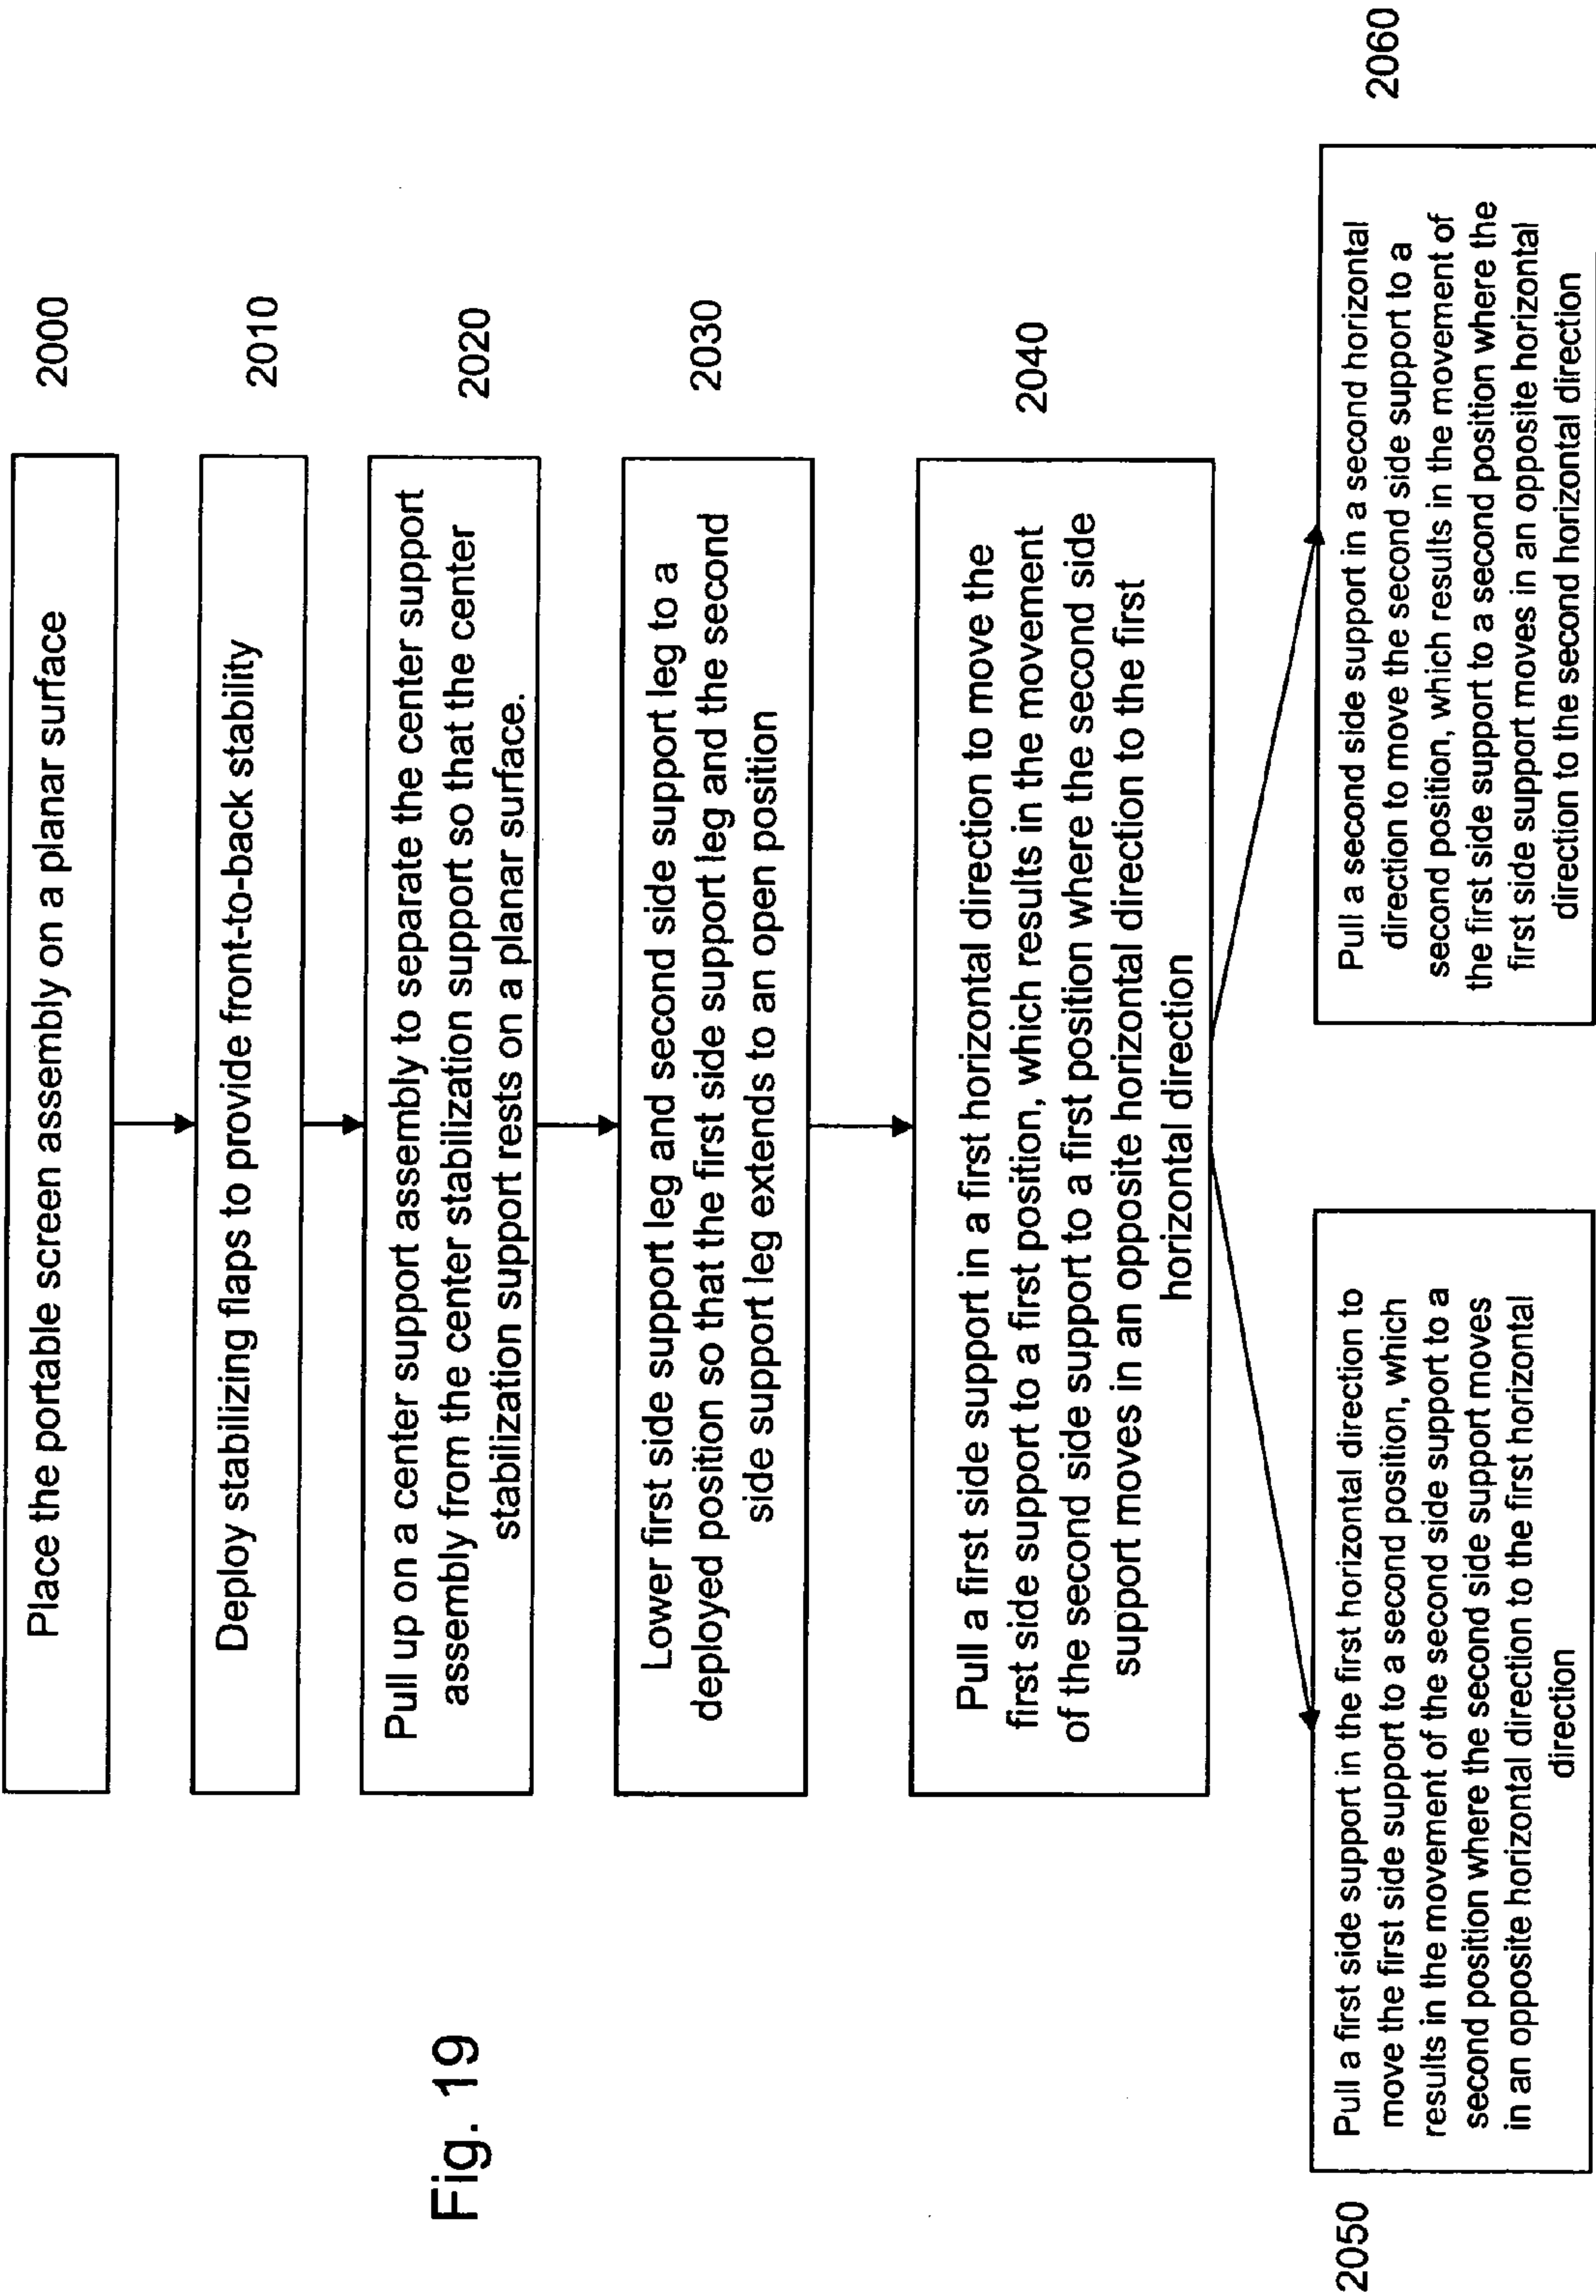 Place the portable screen assembly on a planar surface
2000
Deploy stabilizing flaps to provide front-to-back stability
2010
Pull up on a center support assembly to separate the center support
assembly from the center stabilization support so that the center
stabilization support rests on a planar surface.
2020
Fig. 19
Lower first side support leg and second side support leg to a
deployed position so that the first side support leg and the second
side support leg extends to an open position
2030
Pull a first side support in a first horizontal direction to move the
first side support to a first position, which results in the movement
of the second side support to a first position where the second side
support moves in an opposite horizontal direction to the first
horizontal direction
2040
2050
Pull a first side support in the first horizontal direction to
move the first side support to a second position, which
results in the movement of the second side support to a
second position where the second side support moves
in an opposite horizontal direction to the first horizontal
direction
2060
Pull a second side support in a second horizontal
direction to move the second side support to a
second position, which results in the movement of
the first side support to a second position where the
first side support moves in an opposite horizontal
direction to the second horizontal direction